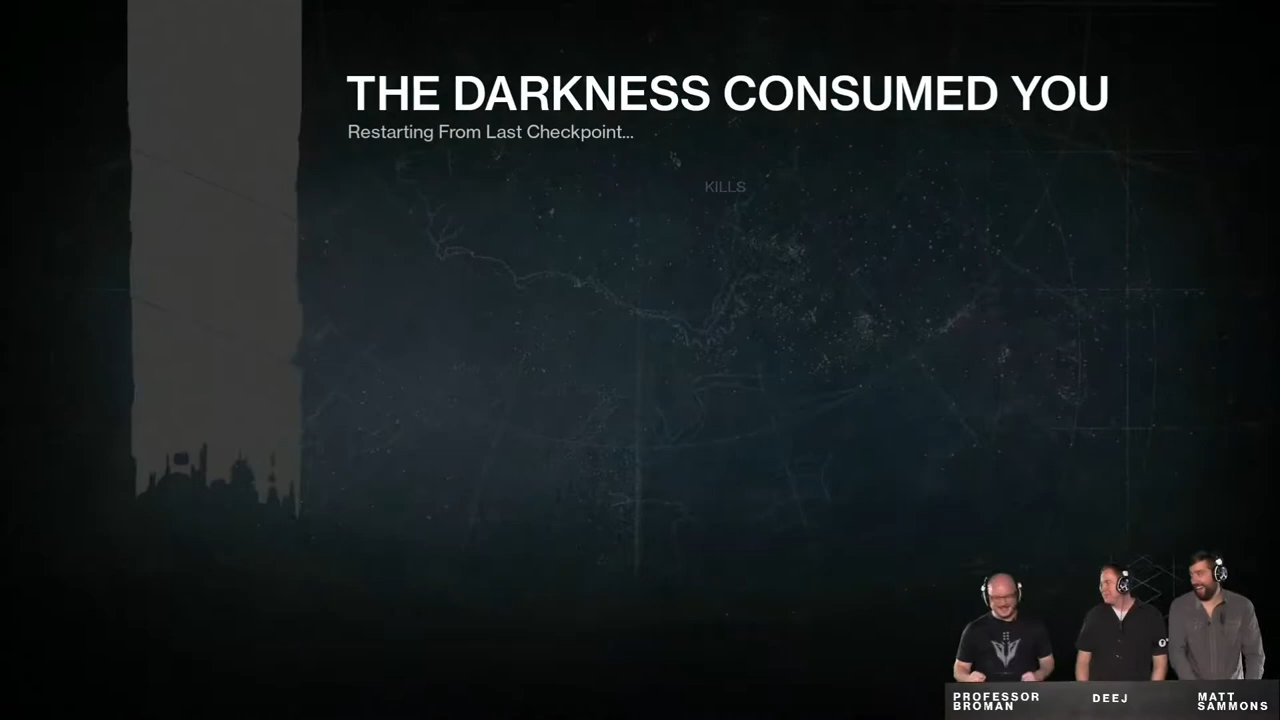 THE DARKNESS CONSUMED YOU
Restarting From Last Checkpoint...
KILLS
PROFESSOR
BROMAN
DEEJ
MATT
SAMMONS